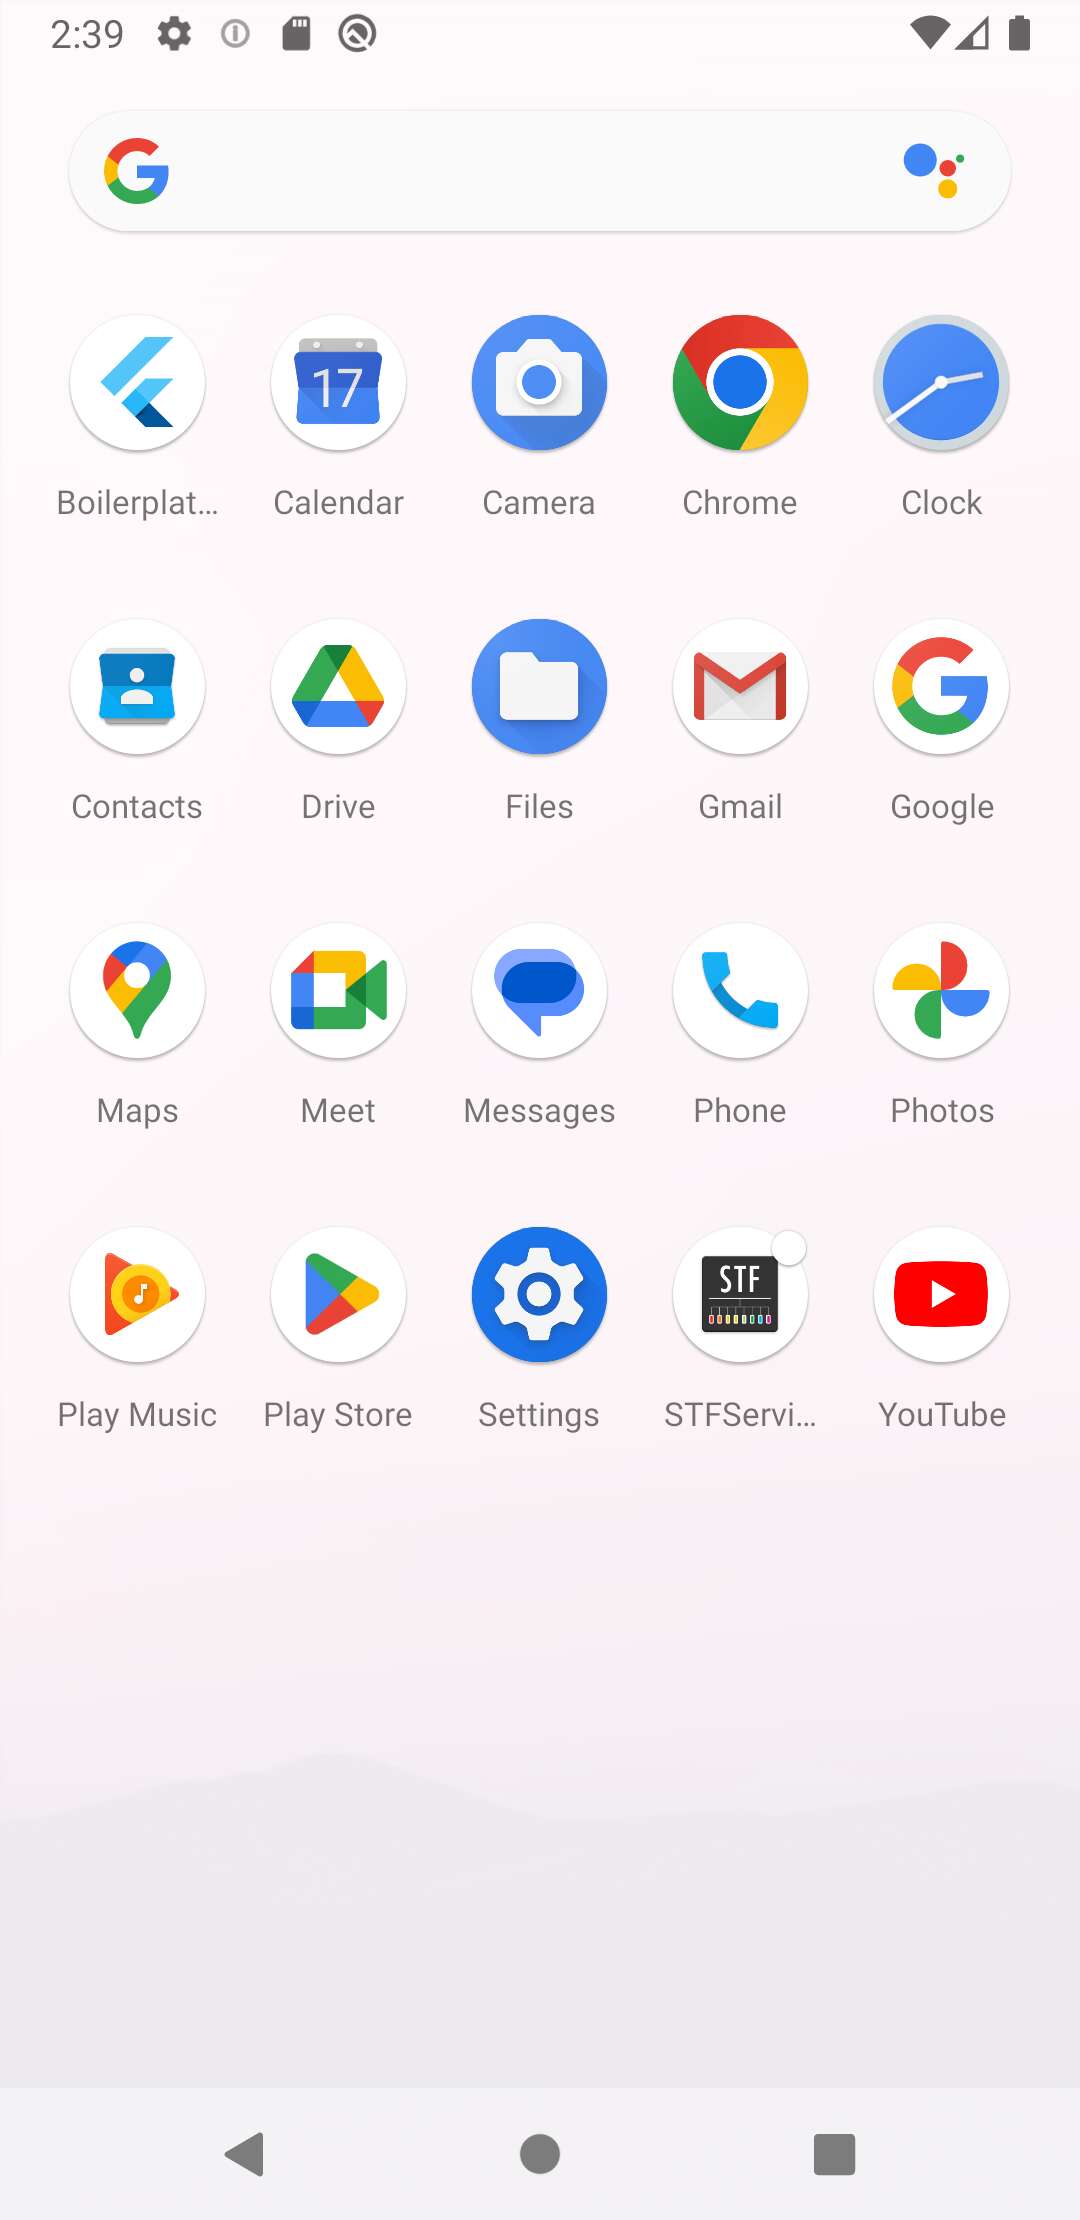 2:39
17
Boilerplat…
Calendar
Camera
Chrome
Clock
Contacts
Drive
Files
Gmail
Google
Maps
Meet
Messages
Phone
Photos
STF
Play Music
Play Store
Settings
STFServi…
YouTube